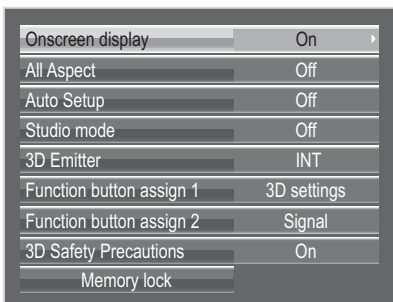 Onscreen display On
All Aspect Off
Auto Setup Off
Studio mode Off
3D Emitter INT
Function button assign 1 3D settings
Function button assign 2 Signal
3D Safety Precautions On
Memory lock